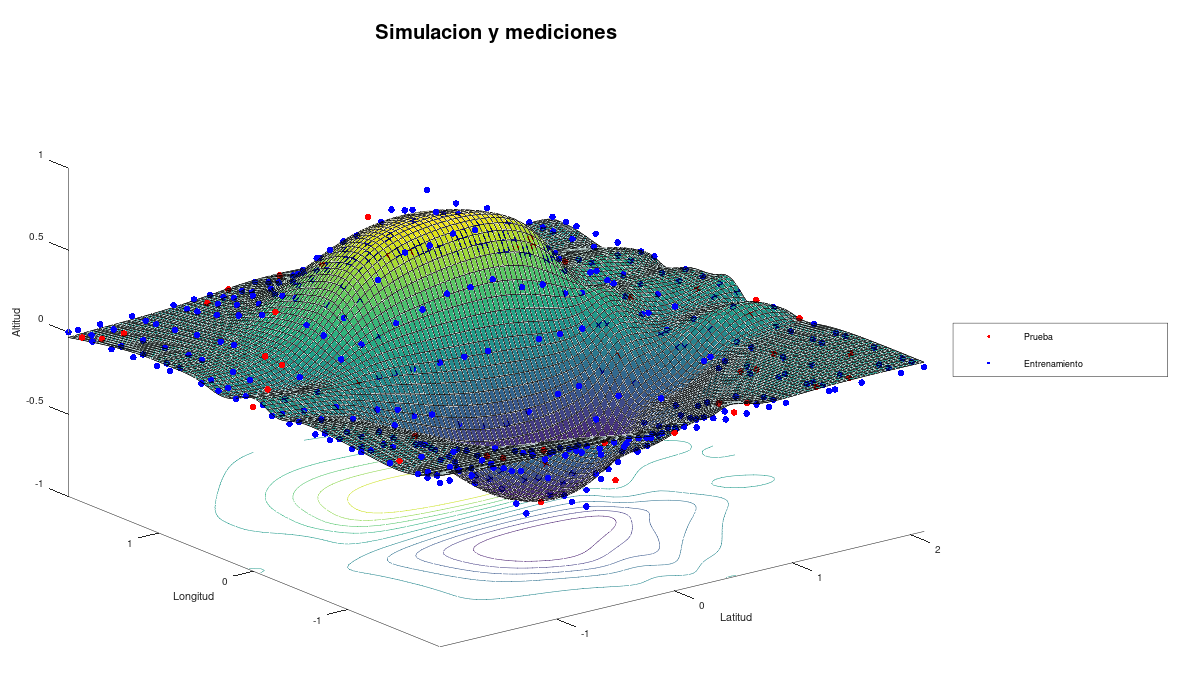 Simulacion y mediciones
1
0.5
0
-0.5
-1
Altitud
1
0
-1
Longitud
-1
0
1
2
Latitud
Prueba
Entrenamiento